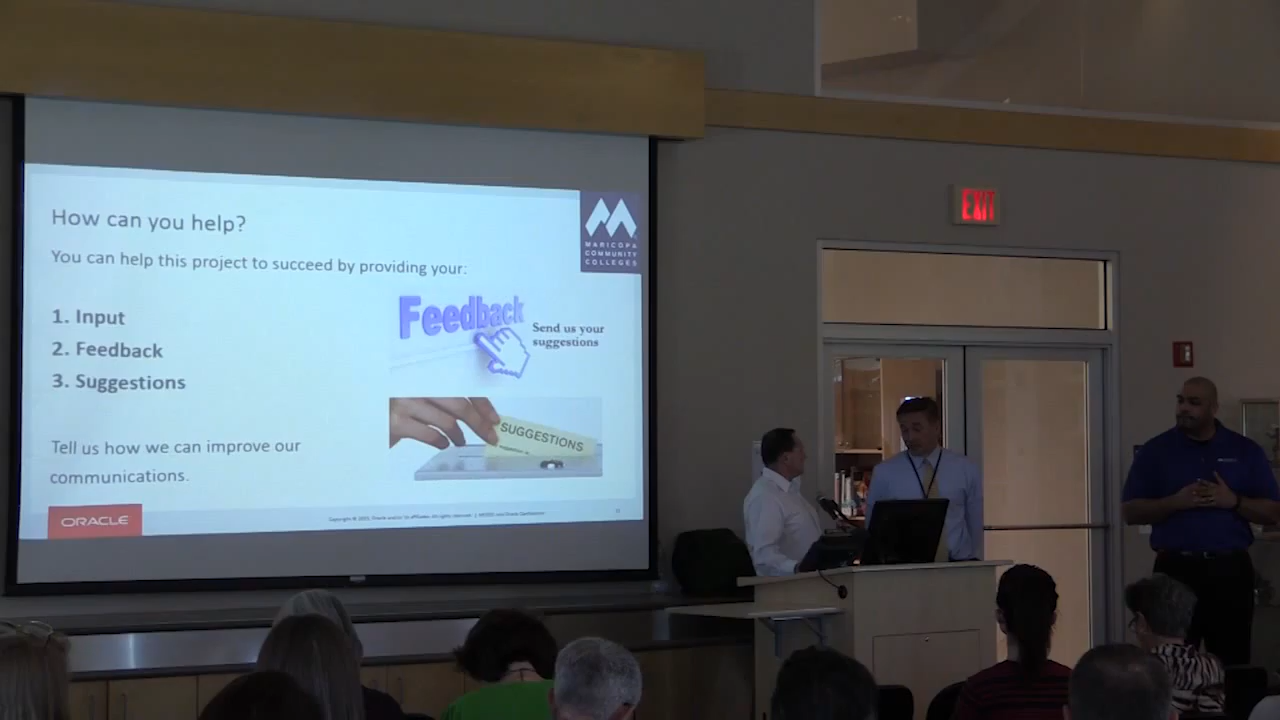 How can you help?
You can help this project to succeed by providing your:
1. Input
2. Feedback
3. Suggestions
Tell us how we can improve our
communications.
Feedback
Send us your
suggestions
SUGGESTIONS
MARICOPA
COMMUNITY
COLLEGES
ORACLE
EXIT